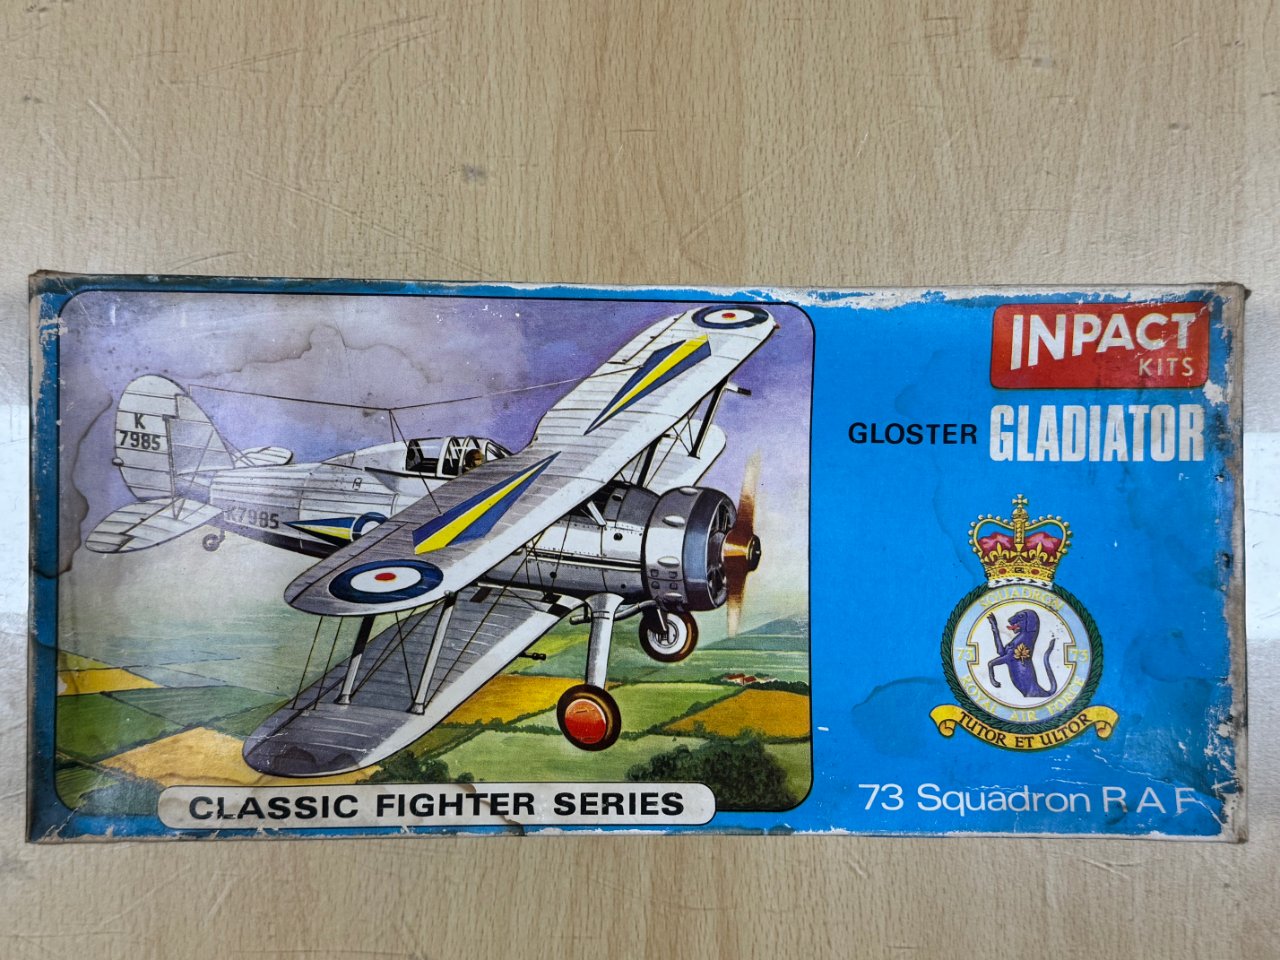 INPACT
KITS
GLOSTER GLADIATOR
K
7985
K7985
SQUADRON
73 73
ROYAL AIR FORCE
TUTOR ET ULTOR
CLASSIC FIGHTER SERIES
73 Squadron R A F